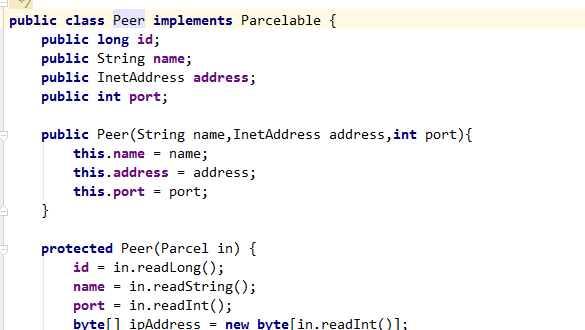 */
public class Peer implements Parcelable {
public long id;
public String name;
public InetAddress address;
public int port;
public Peer(String name,InetAddress address,int port){
this.name = name;
this.address = address;
this.port = port;
}
protected Peer(Parcel in) {
id = in.readLong();
name = in.readString();
port = in.readInt();
byte[] ipAddress = new byte[in.readInt()];